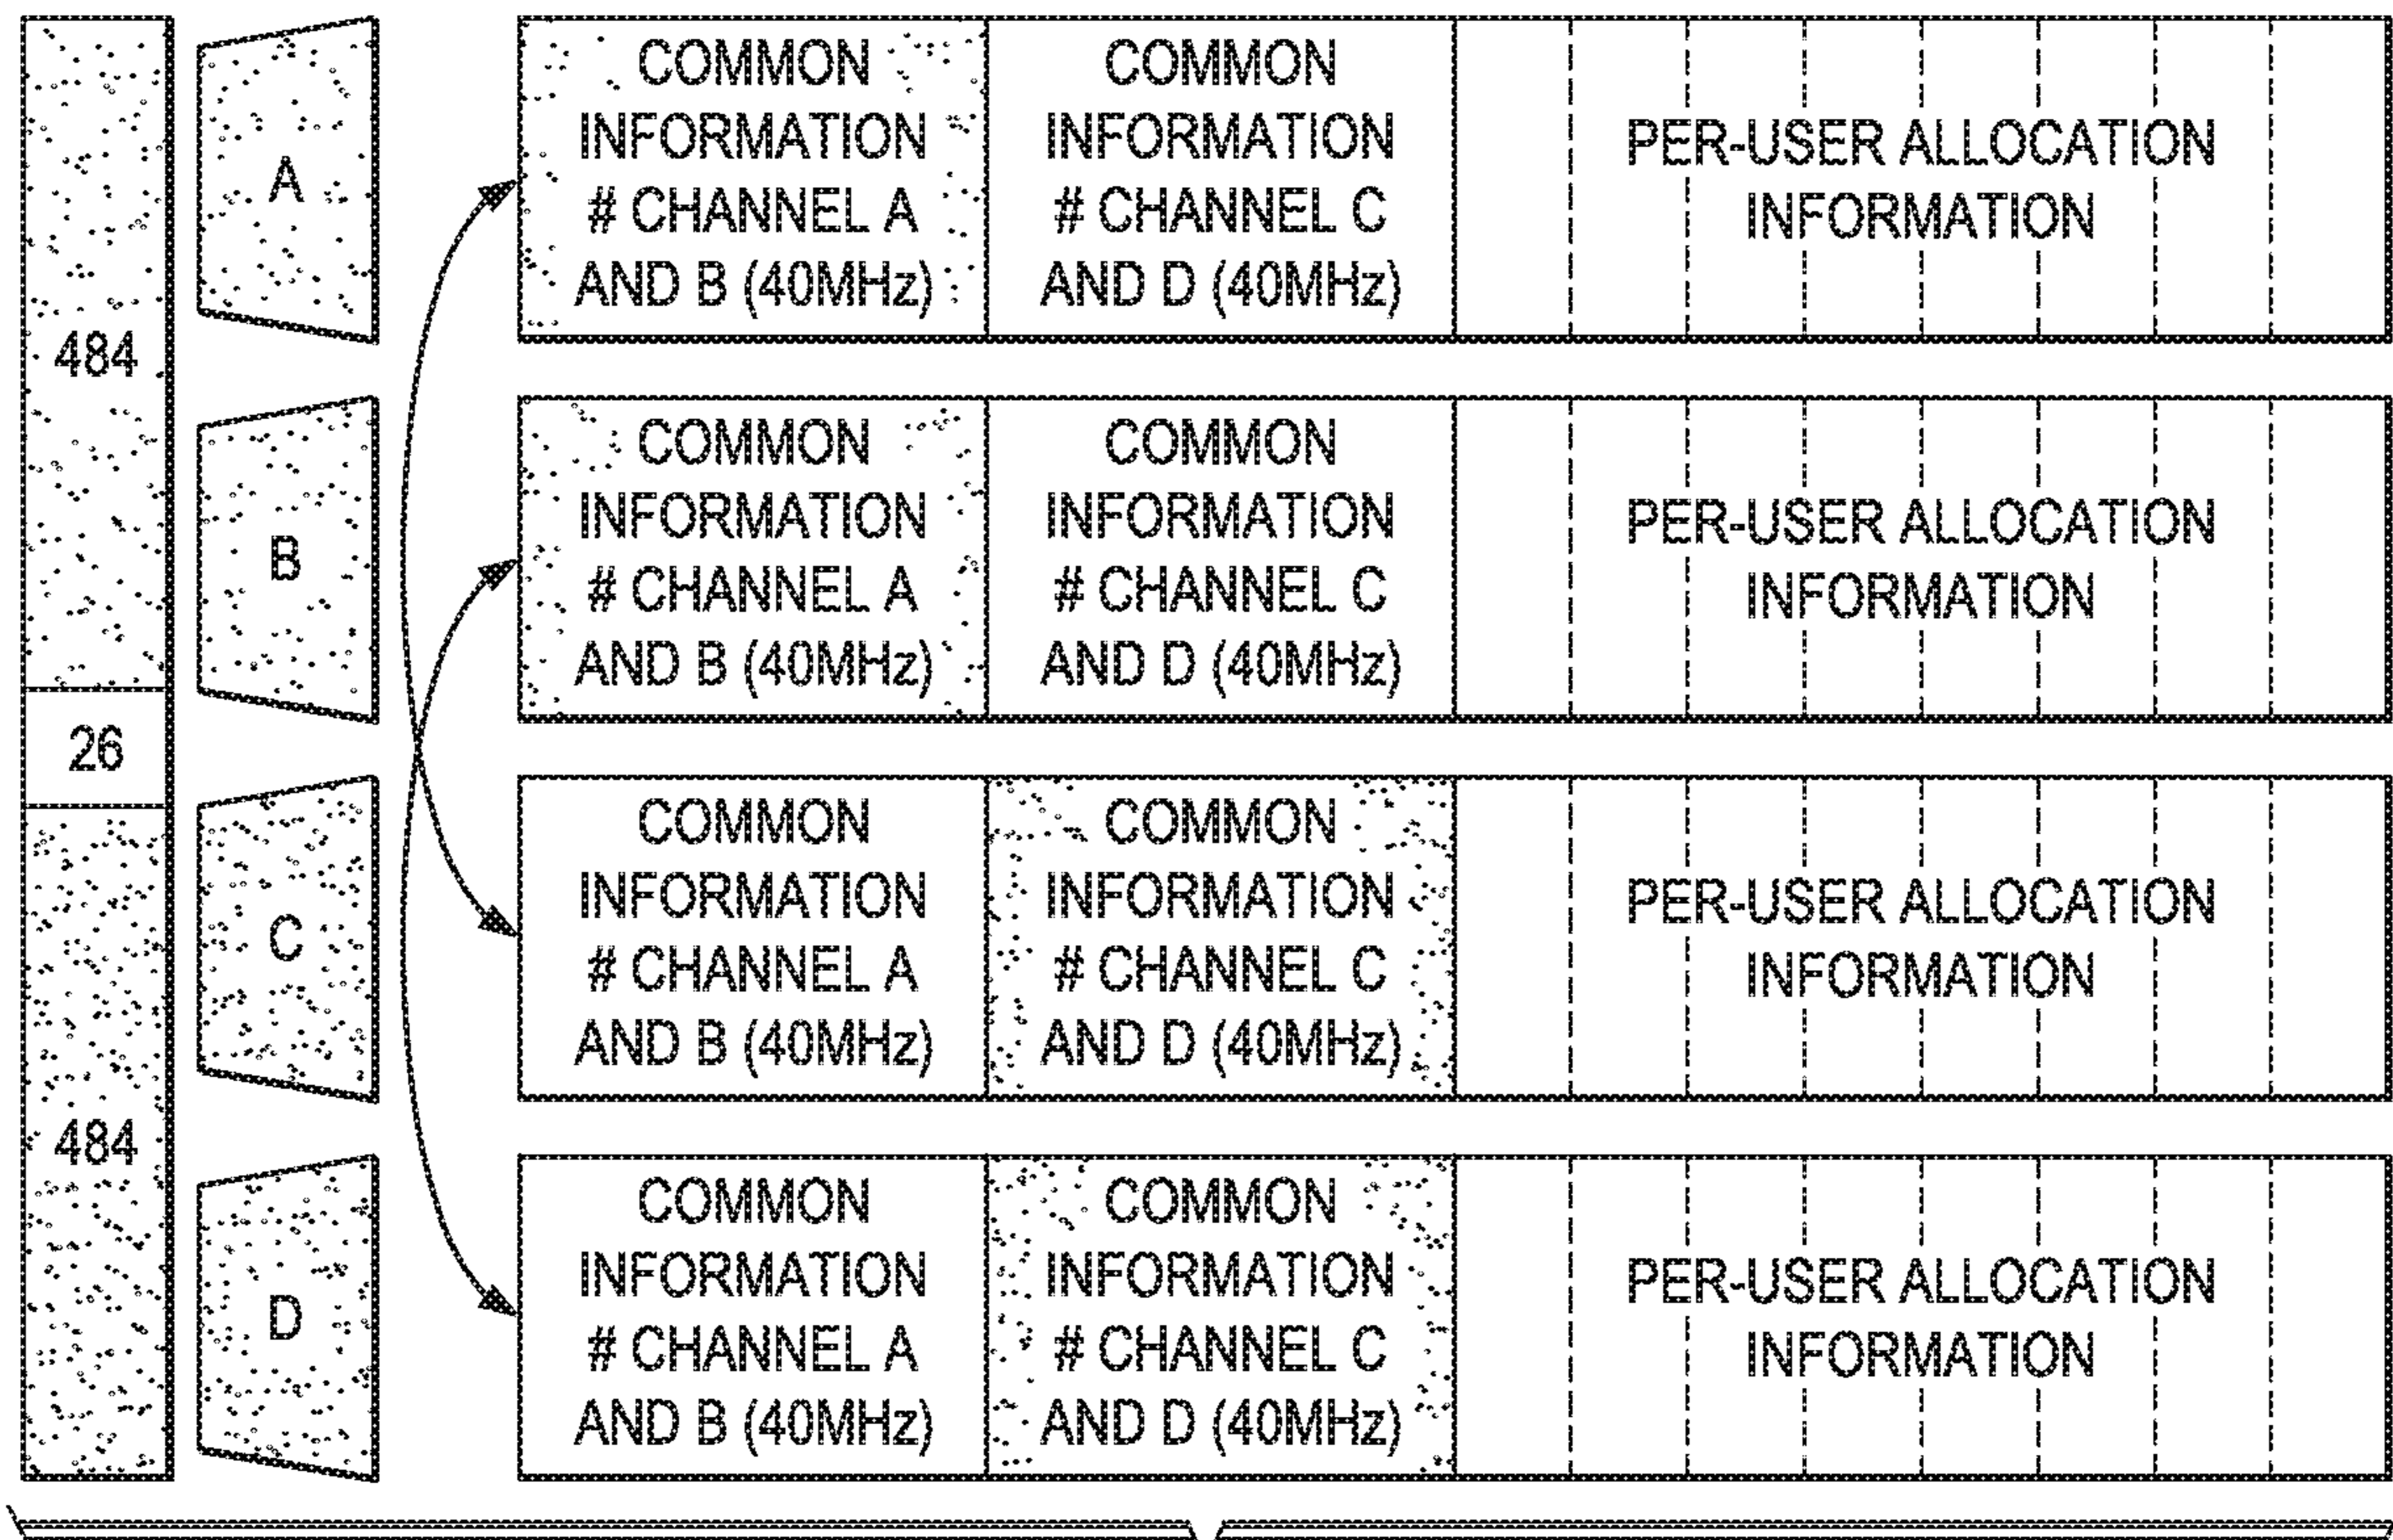 484
26
484
A
COMMON
INFORMATION
# CHANNEL A
AND B (40MHz)
COMMON
INFORMATION
# CHANNEL C
AND D (40MHz)
PER-USER ALLOCATION
INFORMATION
B
COMMON
INFORMATION
# CHANNEL A
AND B (40MHz)
COMMON
INFORMATION
# CHANNEL C
AND D (40MHz)
PER-USER ALLOCATION
INFORMATION
C
COMMON
INFORMATION
# CHANNEL A
AND B (40MHz)
COMMON
INFORMATION
# CHANNEL C
AND D (40MHz)
PER-USER ALLOCATION
INFORMATION
D
COMMON
INFORMATION
# CHANNEL A
AND B (40MHz)
COMMON
INFORMATION
# CHANNEL C
AND D (40MHz)
PER-USER ALLOCATION
INFORMATION